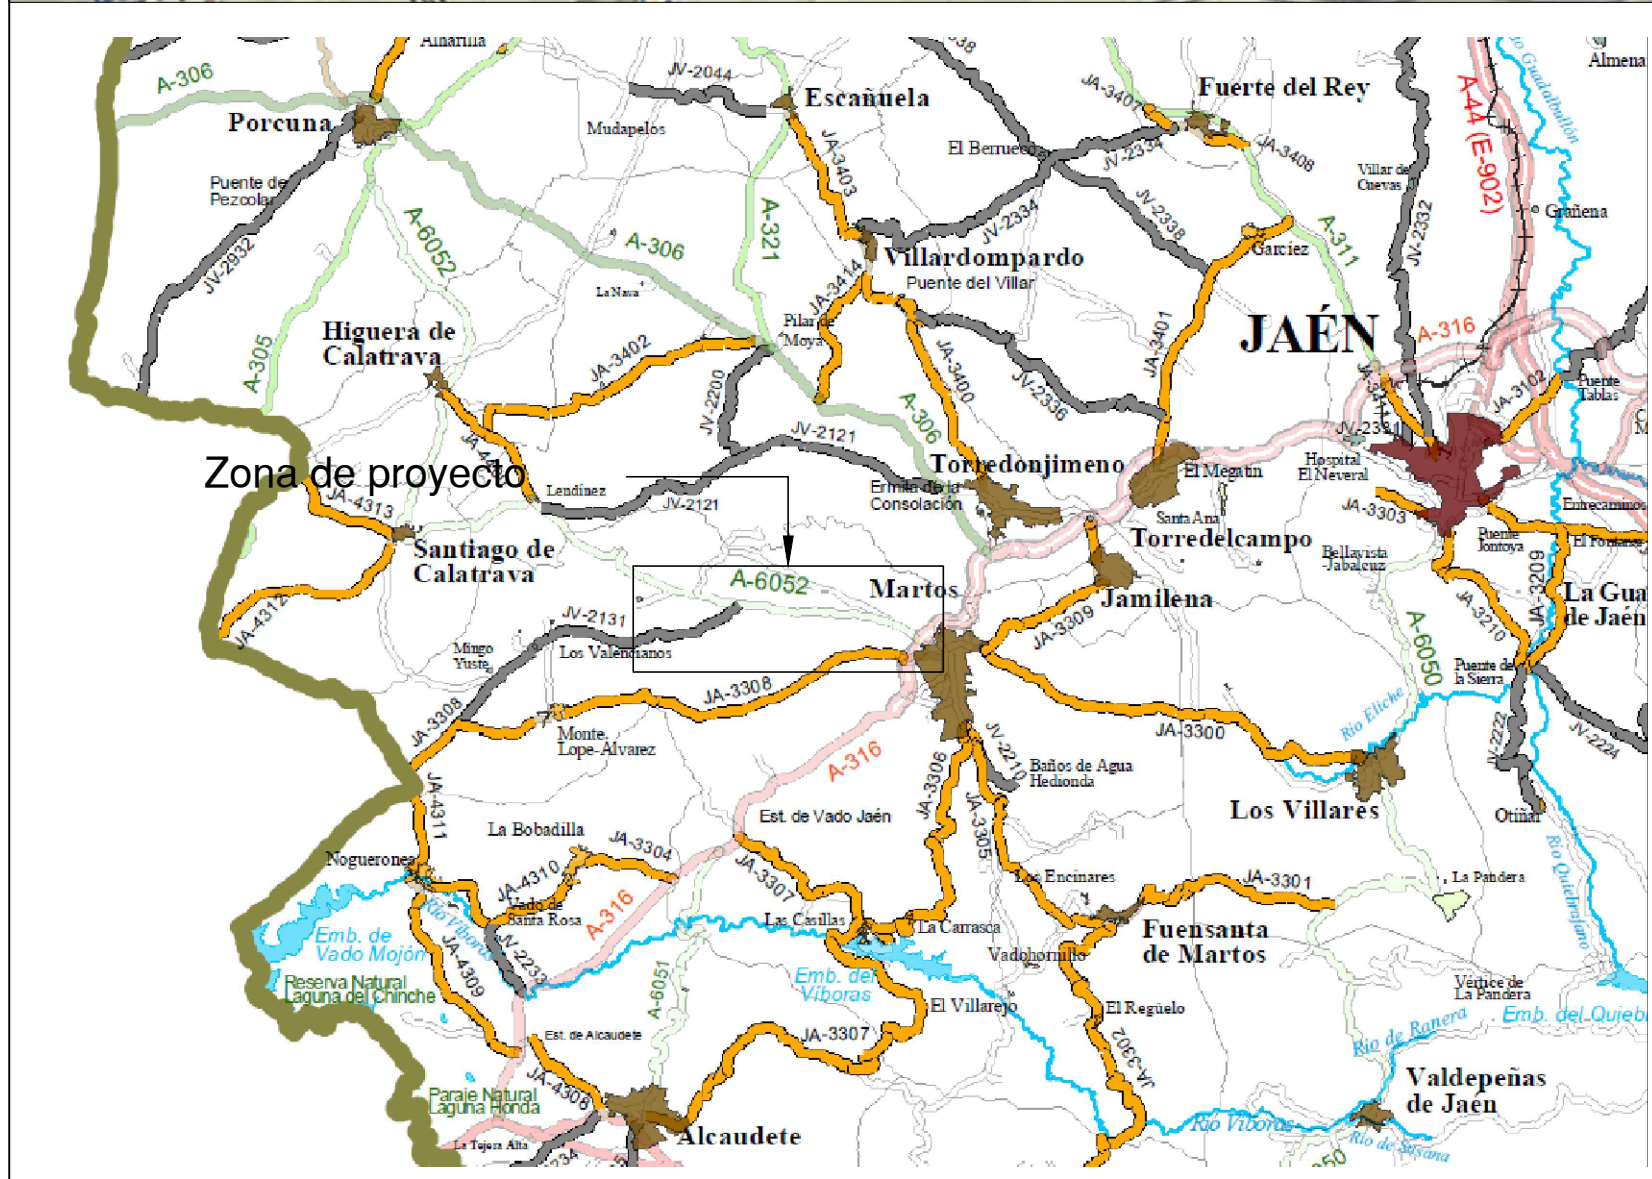 Alharilla
A-306
JV-2044
Escañuela
Fuerte del Rey
JA-3407
Almena
Porcuna
Mudapelos
El Berrueco
JV-2334
JA-3408
A-44 (E-902)
Guadalbullón
JA-3403
Villar de
Cuevas
JV-2332
Grañena
Puente de
Pezcolar
JV-2932
A-6052
A-306
A-321
JV-2334
JV-2338
Garcíez
A-311
Villardompardo
Puente del Villar
La Nava
JA-3414
Pilar de
Moya
Higuera de
Calatrava
A-305
JA-3402
JV-2200
JA-3400
JV-2336
JA-3401
JAÉN
A-316
JA-3102
Puente
Tablas
A-306
JV-2121
JV-2331
Zona de proyecto
Torredonjimeno
El Megatín
Hospital
El Neveral
Lendínez
JV-2121
Ermita de la
Consolación
JA-4313
Santa Ana
JA-3303
Entrecaminos
Santiago de
Calatrava
Torredelcampo
Puente
Jontoya
Bellavista
-Jabalcuz
A-6052
Martos
Jamilena
JA-3209
La Gua
de Jaén
JA-4312
JV-2131
JA-3309
JA-3210
A-6050
Mingo
Yuste
Los Valencianos
Puente de
la Sierra
JA-3308
JA-3308
Río Eliche
JV-2222
JV-2224
Monte.
Lope-Alvarez
JA-3300
A-316
JA-3306
JV-2210
Baños de Agua
Hedionda
JA-4311
Los Villares
Otíñar
La Bobadilla
Est. de Vado Jaén
JA-3305
JA-3304
Noguerones
JA-4310
JA-3307
Los Encinares
JA-3301
La Pandera
Río Quiebrajano
Vado de
Santa Rosa
A-316
Las Casillas
La Carrasca
Río Víboras
Fuensanta
de Martos
Emb. de
Vado Mojón
JV-2233
Vadohornillo
JA-4309
A-6051
Emb. del
Víboras
Vértice de
La Pandera
Reserva Natural
Laguna del Chinche
El Villarejo
El Regüelo
Emb. del Quieb
Río de Ranera
Est. de Alcaudete
JA-3307
JA-3302
JA-4308
Valdepeñas
de Jaén
Paraje Natural
Laguna Honda
Río Víboras
La Tejera Alta
Alcaudete
Río de Susana